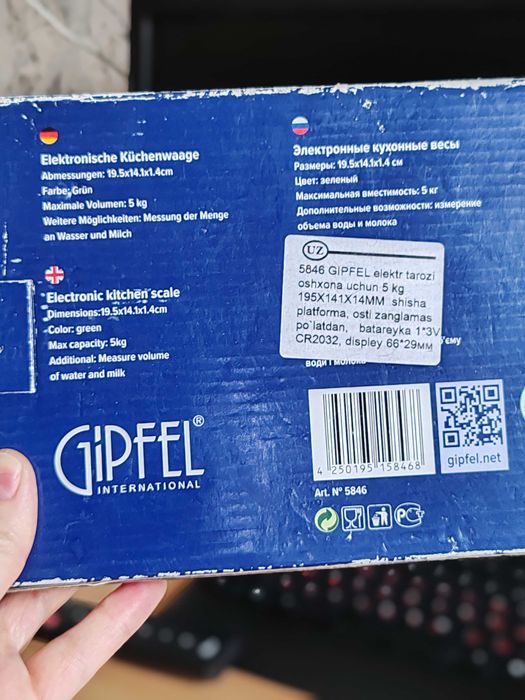 Elektronische Küchenwaage
Abmessungen: 19.5x14.1x1.4cm
Farbe: Grün
Maximale Volumen: 5 kg
Weitere Möglichkeiten: Messung der Menge
an Wasser und Milch
Электронные кухонные весы
Размеры: 19.5x14.1x1.4 см
Цвет: зеленый
Максимальная вместимость: 5 кг
Дополнительные возможности: измерение
объема воды и молока
Electronic kitchen scale
Dimensions:19.5x14.1x1.4cm
Color: green
Max capacity: 5kg
Additional: Measure volume
of water and milk
UZ
5846 GIPFEL elektr tarozi
oshxona uchun 5 kg
195X141X14MM shisha
platforma, osti zanglamas
po'latdan, batareyka 1*3V
CR2032, displey 66*29мм
води і молока
GIPFEL®
INTERNATIONAL
4 250195 158468
gipfel.net
Art. N° 5846